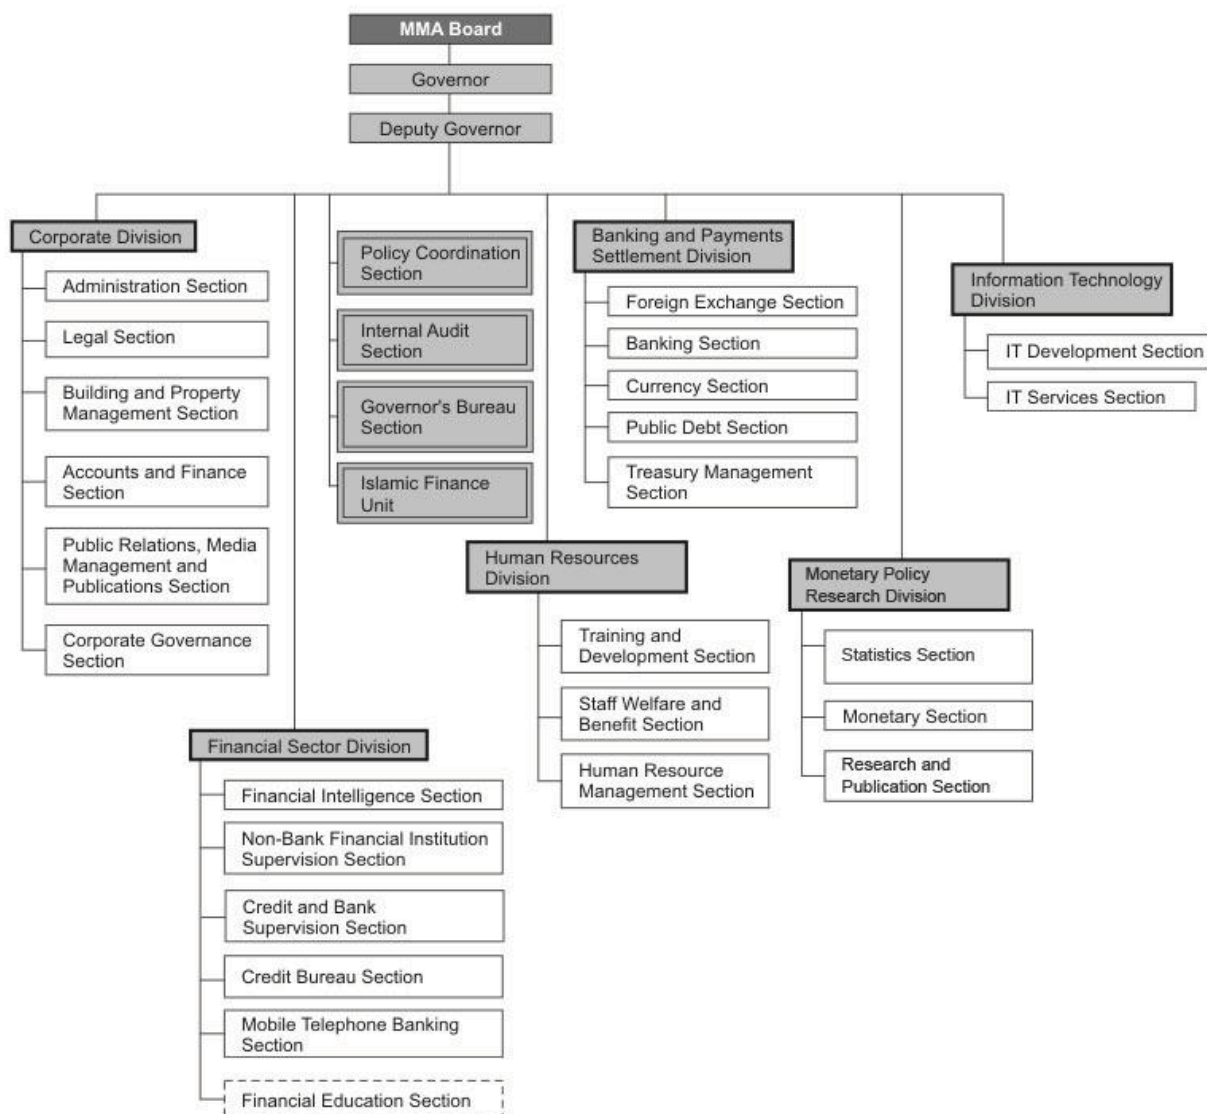 MMA Board
Governor
Deputy Governor
Corporate Division
Administration Section
Legal Section
Building and Property
Management Section
Accounts and Finance
Section
Public Relations, Media
Management and
Publications Section
Corporate Governance
Section
Financial Sector Division
Financial Intelligence Section
Non-Bank Financial Institution
Supervision Section
Credit and Bank
Supervision Section
Credit Bureau Section
Mobile Telephone Banking
Section
Financial Education Section
Policy Coordination
Section
Internal Audit
Section
Governor's Bureau
Section
Islamic Finance
Unit
Human Resources
Division
Training and
Development Section
Staff Welfare and
Benefit Section
Human Resource
Management Section
Banking and Payments
Settlement Division
Foreign Exchange Section
Banking Section
Currency Section
Public Debt Section
Treasury Management
Section
Monetary Policy
Research Division
Statistics Section
Monetary Section
Research and
Publication Section
Information Technology
Division
IT Development Section
IT Services Section